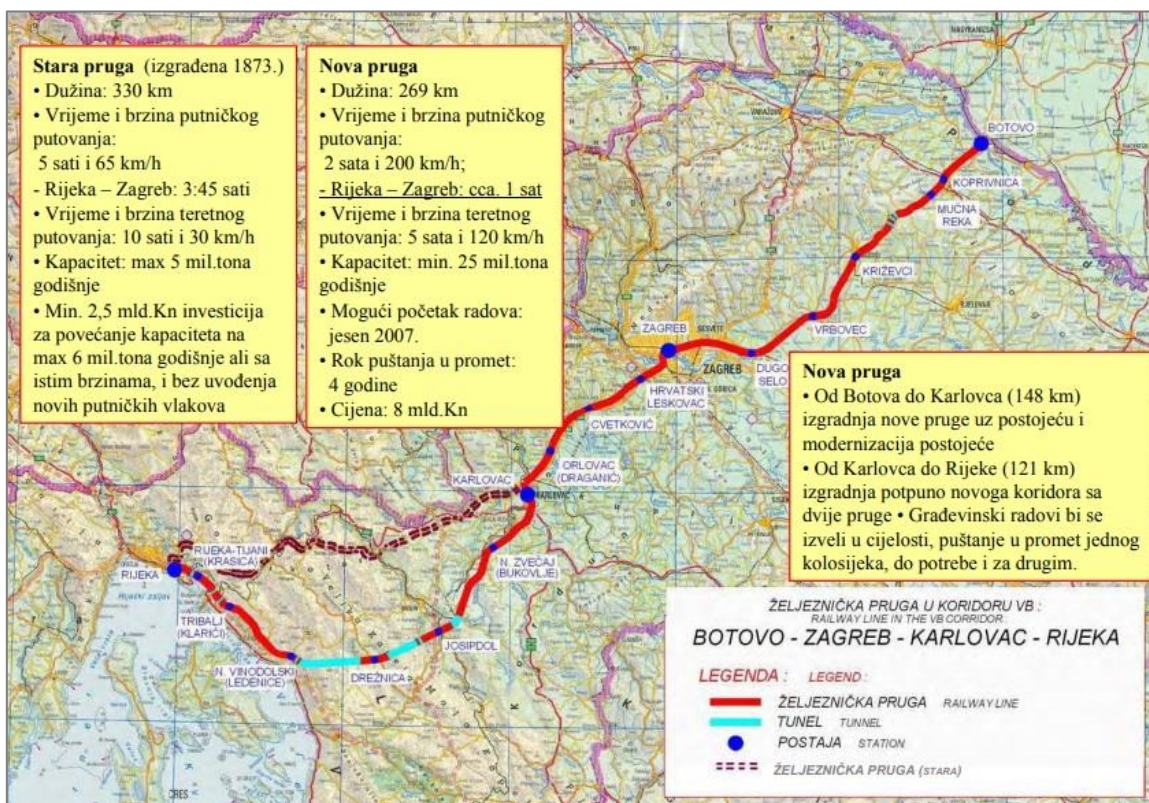 Stara pruga (izgrađena 1873.)
• Dužina: 330 km
• Vrijeme i brzina putničkog
putovanja:
5 sati i 65 km/h
- Rijeka – Zagreb: 3:45 sati
• Vrijeme i brzina teretnog
putovanja: 10 sati i 30 km/h
• Kapacitet: max 5 mil.tona
godišnje
• Min. 2,5 mld.Kn investicija
za povećanje kapaciteta na
max 6 mil.tona godišnje ali sa
istim brzinama, i bez uvođenja
novih putničkih vlakova
Nova pruga
• Dužina: 269 km
• Vrijeme i brzina putničkog
putovanja:
2 sata i 200 km/h;
- Rijeka – Zagreb: cca. 1 sat
• Vrijeme i brzina teretnog
putovanja: 5 sata i 120 km/h
• Kapacitet: min. 25 mil.tona
godišnje
• Mogući početak radova:
jesen 2007.
• Rok puštanja u promet:
4 godine
• Cijena: 8 mld.Kn
BOTOVO
KOPRIVNICA
MUČNA
REKA
KRIŽEVCI
VRBOVEC
ZAGREB
ZAGREB
DUGO
SELO
HRVATSKI
LESKOVAC
CVETKOVIĆ
ORLOVAC
(DRAGANIĆ)
KARLOVAC
KARLOVAC
N. ZVEČAJ
(BUKOVLJE)
JOSIPDOL
DREŽNICA
N. VINODOLSKI
(LEDENICE)
TRIBALJ
(KLARIĆI)
RIJEKA-TIJANI
(KRASICA)
RIJEKA
Riječki zaljev
CRES
Nova pruga
• Od Botova do Karlovca (148 km)
izgradnja nove pruge uz postojeću i
modernizacija postojeće
• Od Karlovca do Rijeke (121 km)
izgradnja potpuno novoga koridora sa
dvije pruge • Građevinski radovi bi se
izveli u cijelosti, puštanje u promet jednog
kolosijeka, do potrebe i za drugim.
ŽELJEZNIČKA PRUGA U KORIDORU VB :
RAILWAY LINE IN THE VB CORRIDOR
BOTOVO - ZAGREB - KARLOVAC - RIJEKA
LEGENDA : LEGEND :
ŽELJEZNIČKA PRUGA RAILWAY LINE
TUNEL TUNNEL
POSTAJA STATION
ŽELJEZNIČKA PRUGA (STARA)